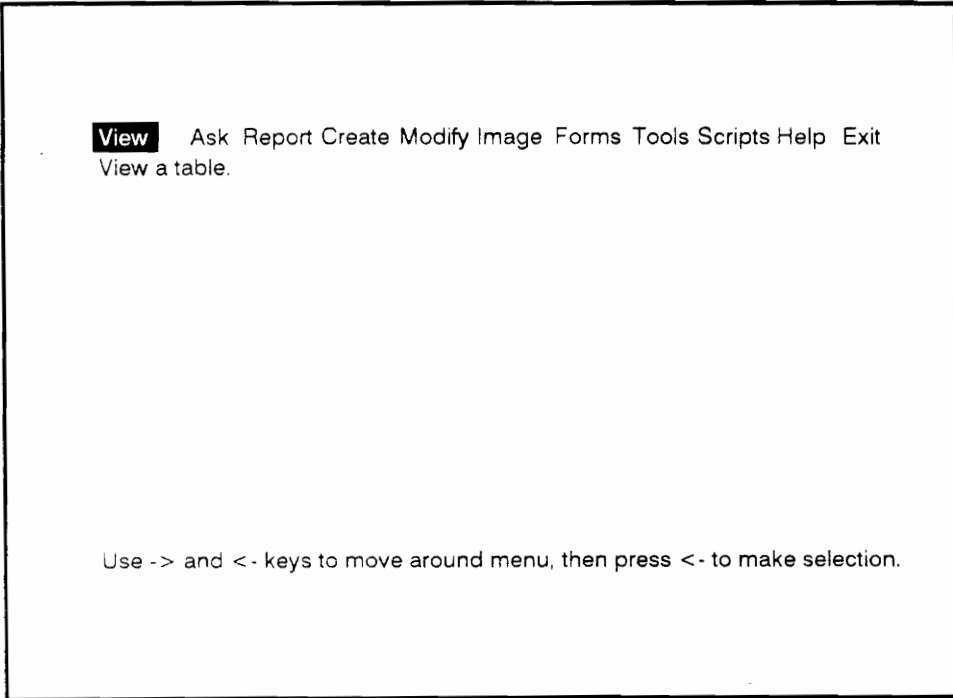 View Ask Report Create Modify Image Forms Tools Scripts Help Exit
View a table.
Use -> and <- keys to move around menu, then press <- to make selection.